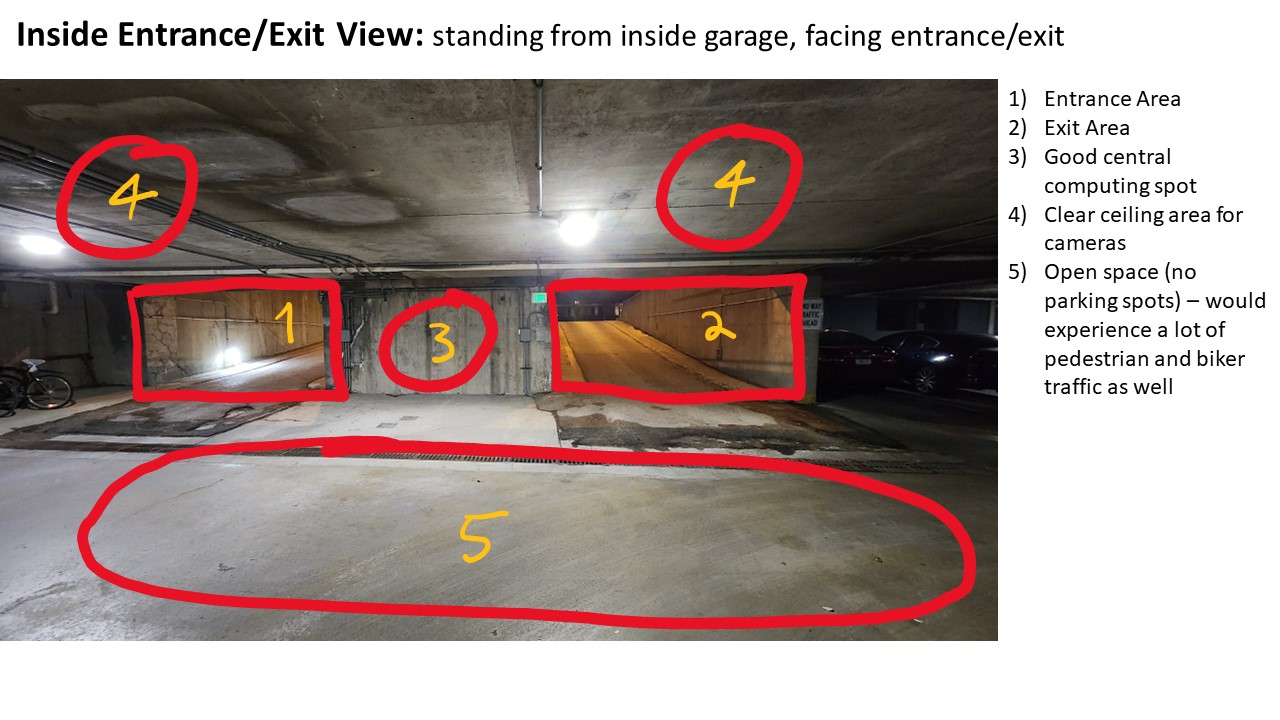 Inside Entrance/Exit View: standing from inside garage, facing entrance/exit
4
4
1
3
2
5
1) Entrance Area
2) Exit Area
3) Good central
computing spot
4) Clear ceiling area for
cameras
5) Open space (no
parking spots) – would
experience a lot of
pedestrian and biker
traffic as well
TRAFFIC
AHEAD